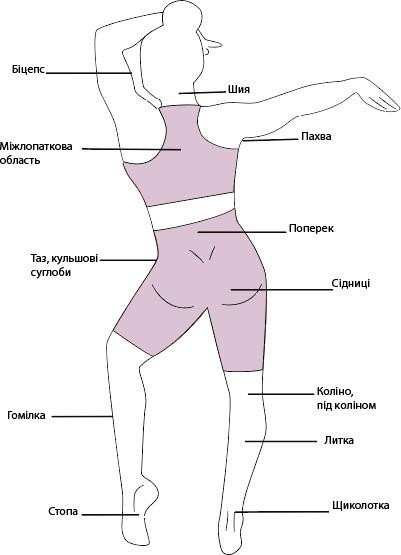 Біцепс
Шия
Пахва
Міжлопаткова
область
Поперек
Таз, кульшові
суглоби
Сідниці
Коліно,
під коліном
Гомілка
Литка
Стопа
Щиколотка